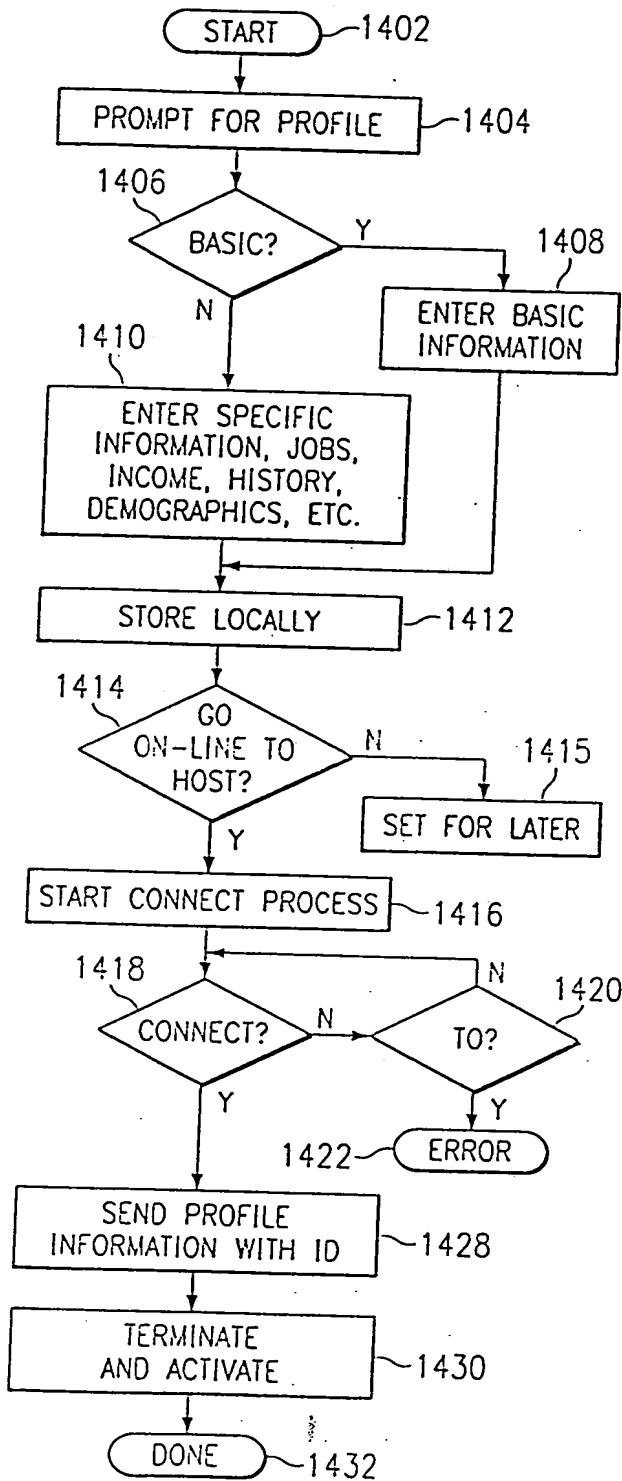 START
1402
PROMPT FOR PROFILE
1404
1406
BASIC?
Y
N
1408
ENTER BASIC
INFORMATION
1410
ENTER SPECIFIC
INFORMATION, JOBS,
INCOME, HISTORY,
DEMOGRAPHICS, ETC.
STORE LOCALLY
1412
1414
GO
ON-LINE TO
HOST?
N
Y
1415
SET FOR LATER
START CONNECT PROCESS
1416
1418
CONNECT?
N
Y
N
1420
TO?
Y
1422
ERROR
SEND PROFILE
INFORMATION WITH ID
1428
TERMINATE
AND ACTIVATE
1430
DONE
1432